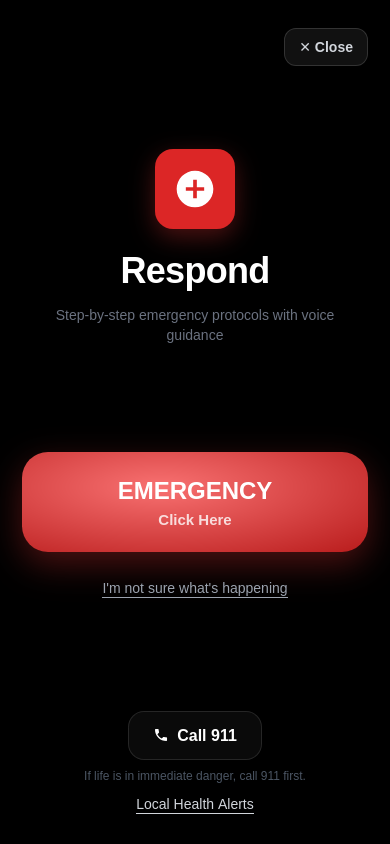 ✕ Close
Respond
Step-by-step emergency protocols with voice
guidance
EMERGENCY
Click Here
I'm not sure what's happening
Call 911
If life is in immediate danger, call 911 first.
Local Health Alerts